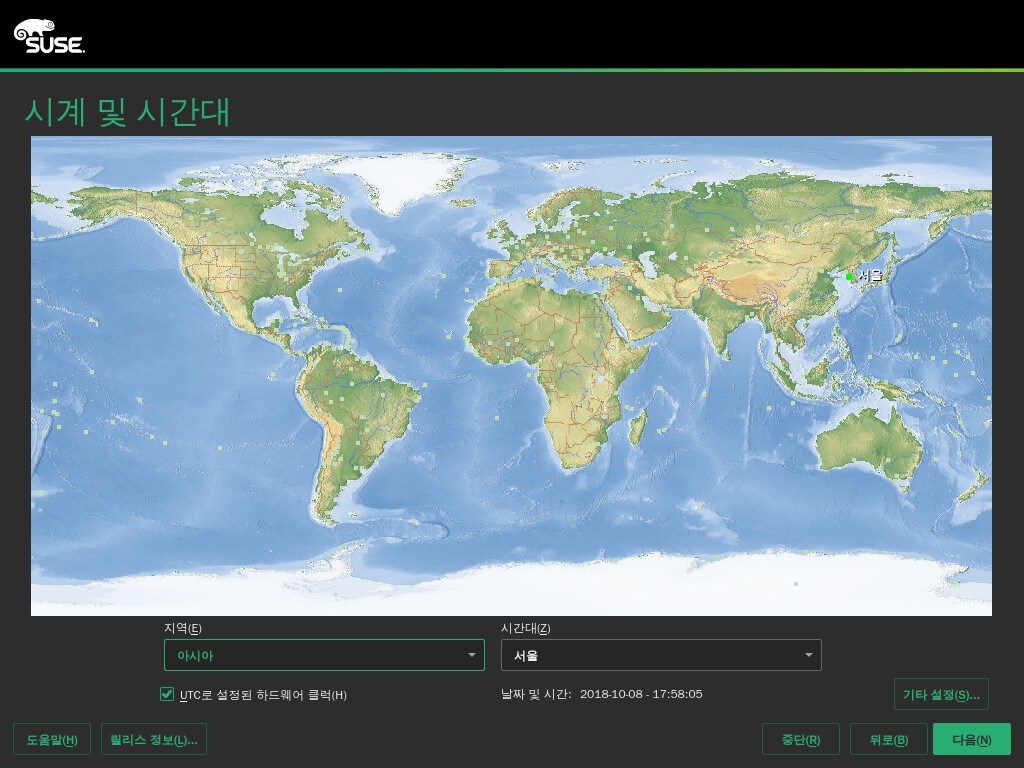 SUSE.
시계 및 시간대
서울
지역(E)
시간대(Z)
아시아
서울
UTC로 설정된 하드웨어 클럭(H)
날짜 및 시간: 2018-10-08 - 17:58:05
기타 설정(S)...
도움말(H)
릴리스 정보(L)...
중단(R)
뒤로(B)
다음(N)